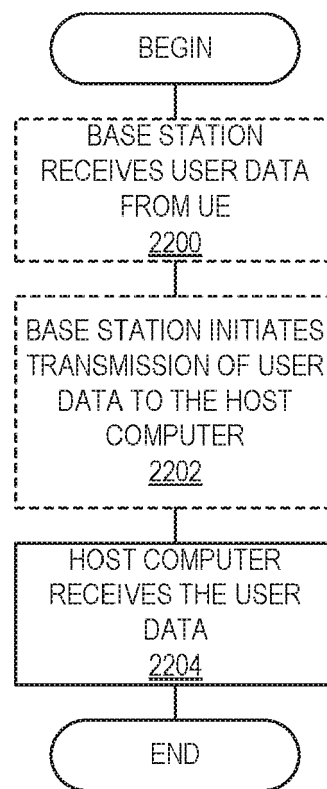 BEGIN
BASE STATION
RECEIVES USER DATA
FROM UE
2200
BASE STATION INITIATES
TRANSMISSION OF USER
DATA TO THE HOST
COMPUTER
2202
HOST COMPUTER
RECEIVES THE USER
DATA
2204
END